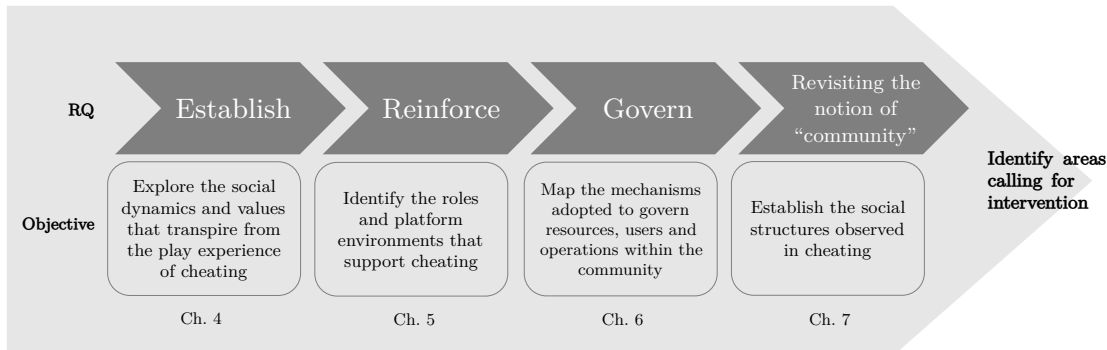 RQ
Establish
Reinforce
Govern
Revisiting the
notion of
“community”
Objective
Explore the social
dynamics and values
that transpire from
the play experience
of cheating
Identify the roles
and platform
environments that
support cheating
Map the mechanisms
adopted to govern
resources, users and
operations within the
community
Establish the social
structures observed
in cheating
Identify areas
calling for
intervention
Ch. 4
Ch. 5
Ch. 6
Ch. 7